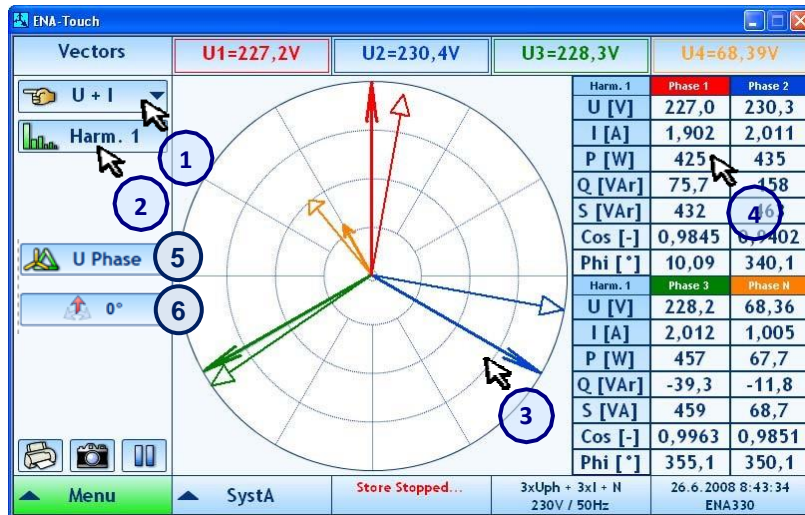 ENA-Touch
Vectors U1=227,2V U2=230,4V U3=228,3V U4=68,39V
U + I
Harm. 1
1
2
U Phase 5
0° 6
3
Harm. 1 Phase 1 Phase 2
U [V] 227,0 230,3
I [A] 1,902 2,011
P [W] 425 435
Q [VAr] 75,7 158
S [VAr] 432 463
4
Cos [-] 0,9845 0,9402
Phi [°] 10,09 340,1
Harm. 1 Phase 3 Phase N
U [V] 228,2 68,36
I [A] 2,012 1,005
P [W] 457 67,7
Q [VAr] -39,3 -11,8
S [VA] 459 68,7
Cos [-] 0,9963 0,9851
Phi [°] 355,1 350,1
Menu SystA Store Stopped... 3xUph + 3xI + N 26.6.2008 8:43:34
230V / 50Hz ENA330